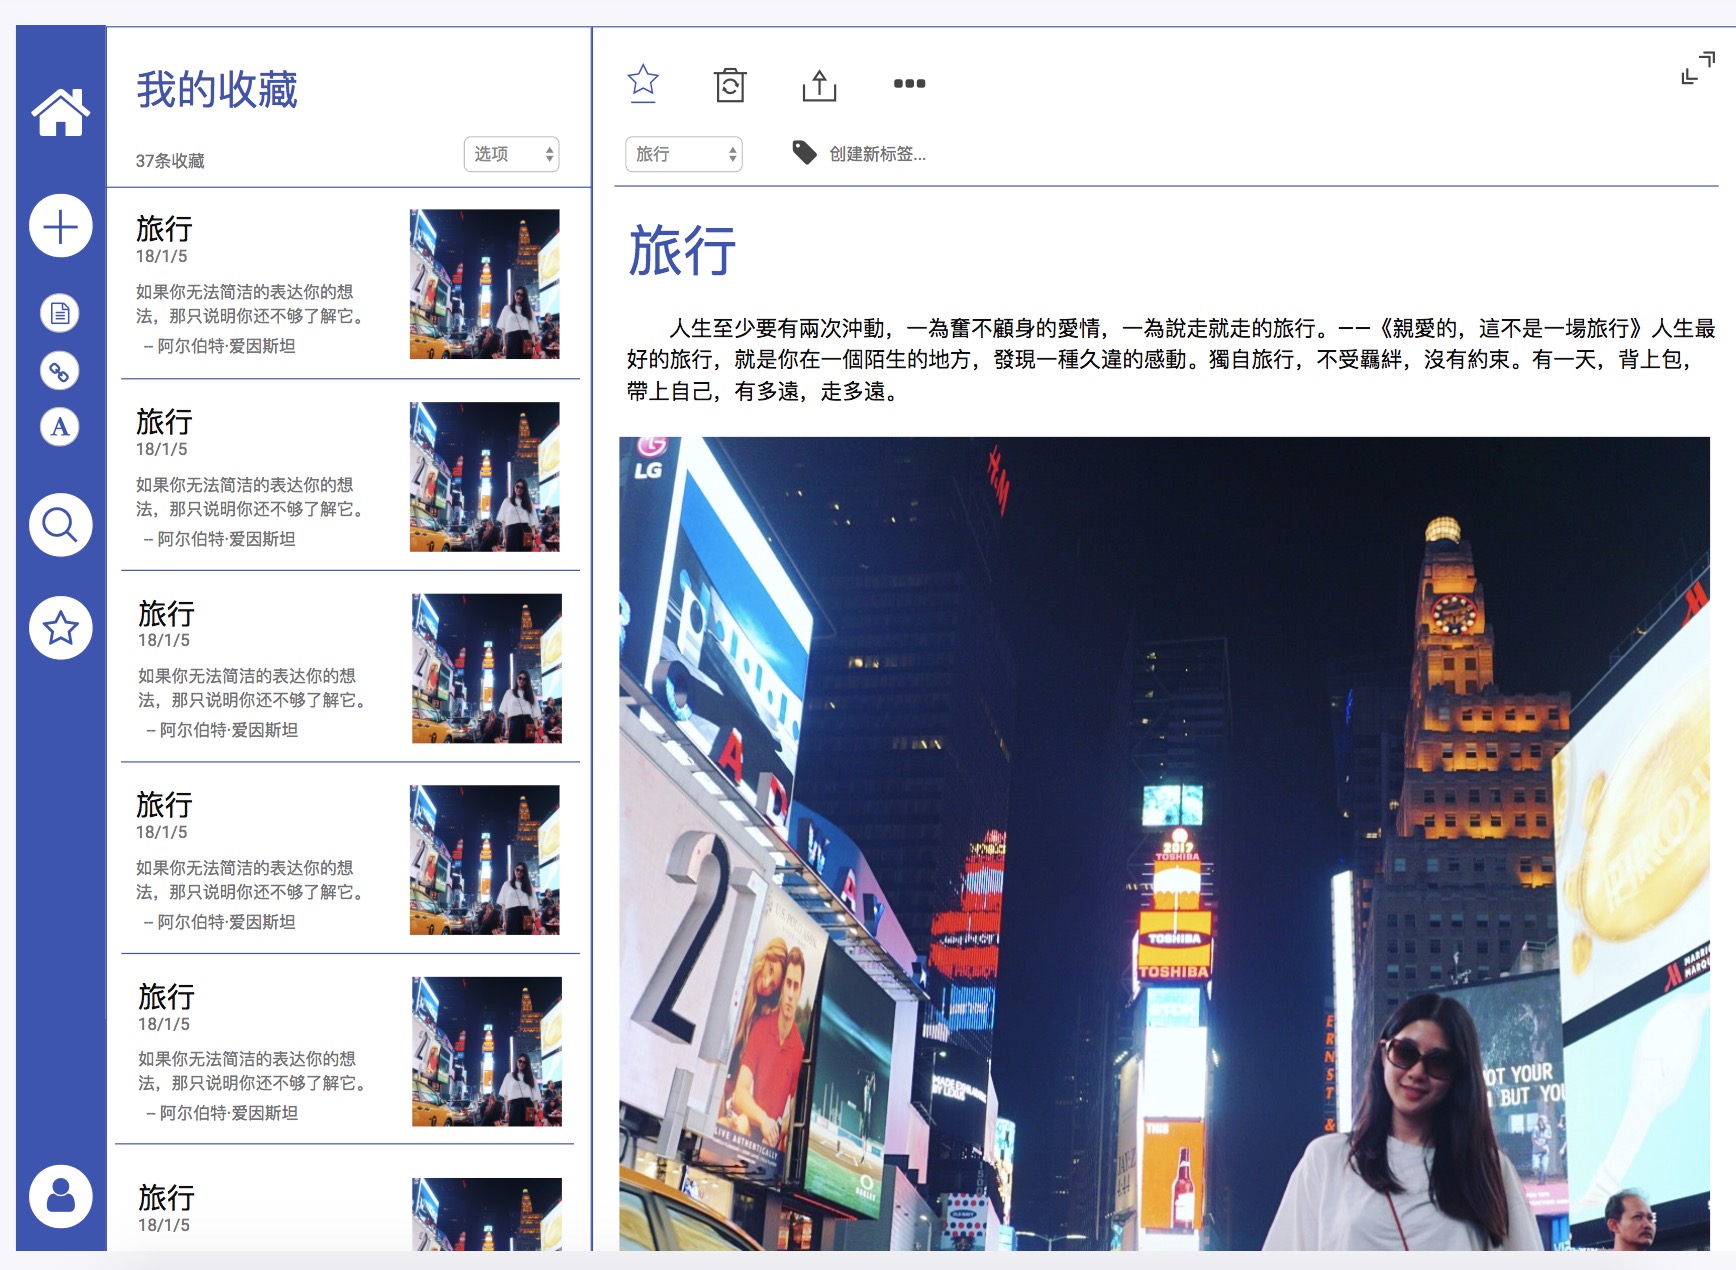 我的收藏
37条收藏
选项
旅行
18/1/5
如果你无法简洁的表达你的想
法，那只说明你还不够了解它。
-- 阿尔伯特·爱因斯坦
旅行
18/1/5
如果你无法简洁的表达你的想
法，那只说明你还不够了解它。
-- 阿尔伯特·爱因斯坦
旅行
18/1/5
如果你无法简洁的表达你的想
法，那只说明你还不够了解它。
-- 阿尔伯特·爱因斯坦
旅行
18/1/5
如果你无法简洁的表达你的想
法，那只说明你还不够了解它。
-- 阿尔伯特·爱因斯坦
旅行
18/1/5
如果你无法简洁的表达你的想
法，那只说明你还不够了解它。
-- 阿尔伯特·爱因斯坦
旅行
18/1/5
A
旅行
创建新标签...
旅行
人生至少要有兩次沖動，一為奮不顧身的愛情，一為說走就走的旅行。——《親愛的，這不是一場旅行》人生最
好的旅行，就是你在一個陌生的地方，發現一種久違的感動。獨自旅行，不受羈絆，沒有約束。有一天，背上包，
帶上自己，有多遠，走多遠。
LG
21
2017
TOSHIBA
TOSHIBA
TOSHIBA
LIVE AUTHENTICALLY
MADE
BY LEXUS
THIS
ERNST &
OT YOUR
BUT YOU
OAKLEY
OLD NAVY